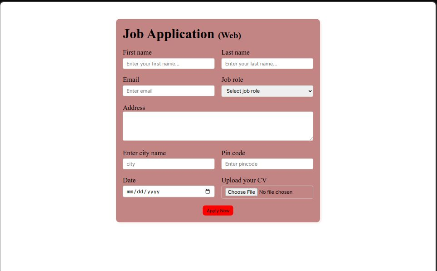 Job Application (Web)
First name
Last name
Enter your first name...
Enter your last name...
Email
Job role
Enter email
Select job role
Address
Enter city name
Pin code
city
Enter pincode
Date
Upload your CV
mm/dd/yyyy
Choose File No file chosen